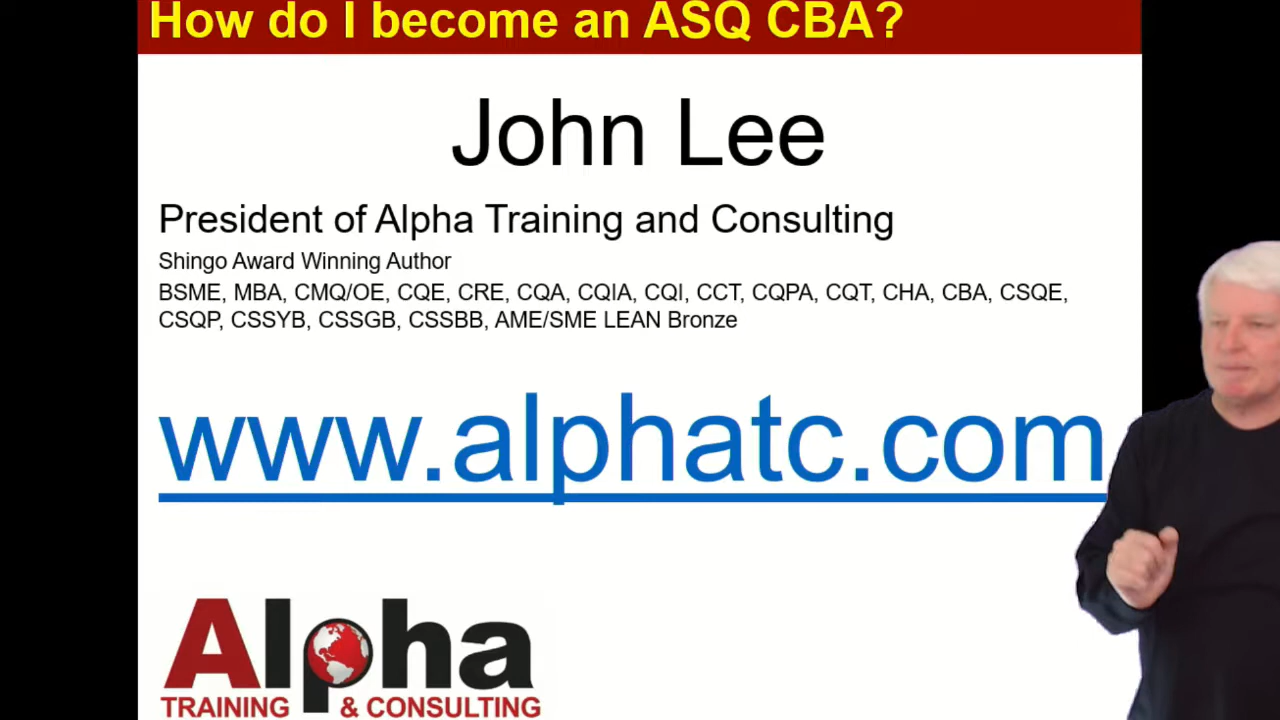 How do I become an ASQ CBA?
John Lee
President of Alpha Training and Consulting
Shingo Award Winning Author
BSME, MBA, CMQ/OE, CQE, CRE, CQA, CQIA, CQI, CCT, CQPA, CQT, CHA, CBA, CSQE,
CSQP, CSSYB, CSSGB, CSSBB, AME/SME LEAN Bronze
www.alphatc.com
Alpha
TRAINING & CONSULTING